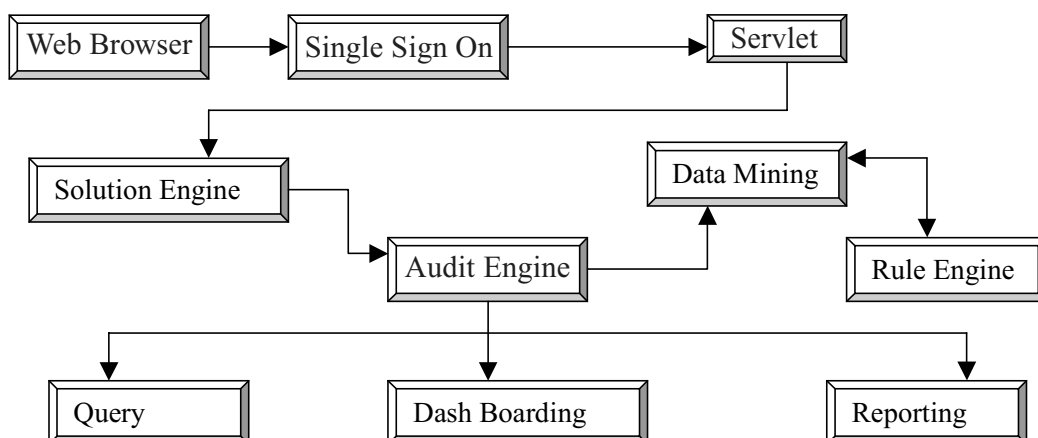 Web Browser
Single Sign On
Servlet
Solution Engine
Data Mining
Audit Engine
Rule Engine
Query
Dash Boarding
Reporting